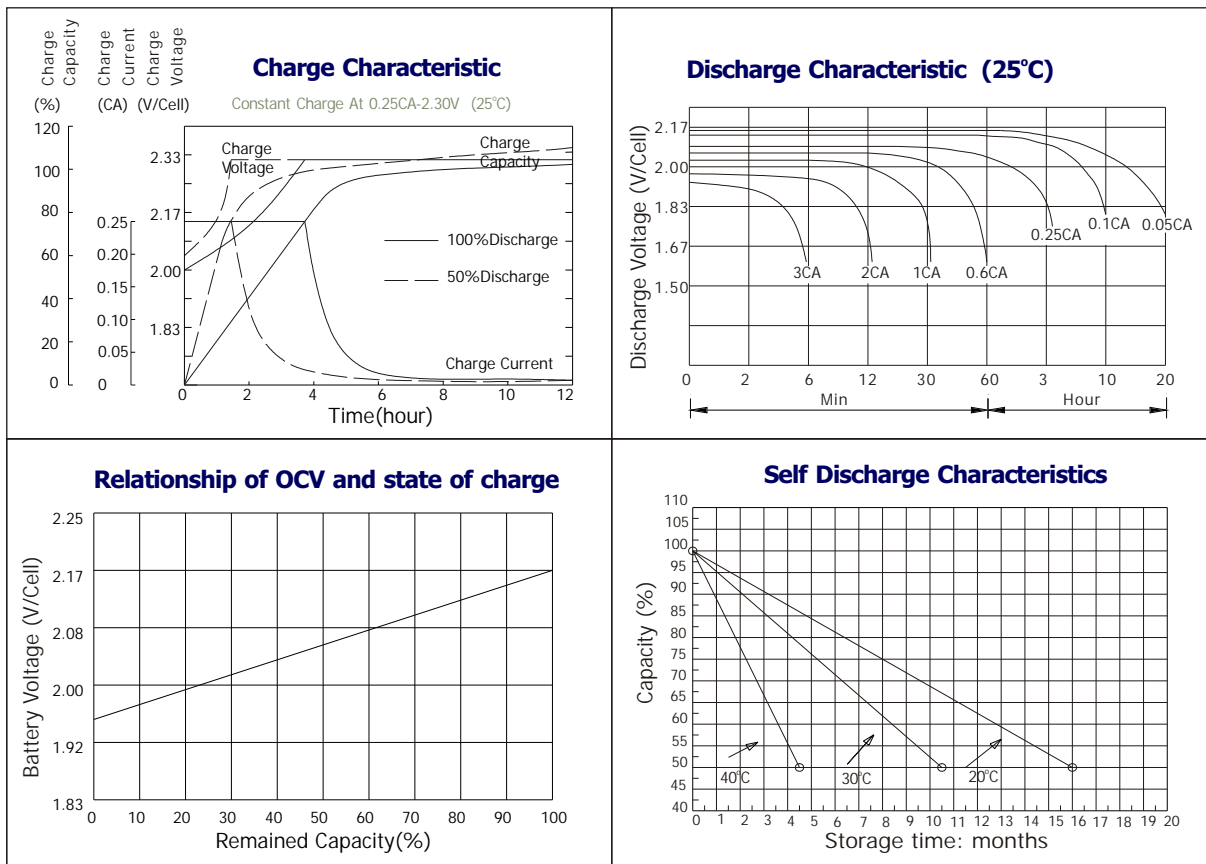 Charge Capacity
Charge Current
Charge Voltage
(%)
(CA)
(V/Cell)
Charge Characteristic
Constant Charge At 0.25CA-2.30V (25°C)
120
100
80
60
40
20
0
0.25
0.20
0.15
0.10
0.05
0
2.33
2.17
2.00
1.83
Charge Voltage
Charge Capacity
100%Discharge
50%Discharge
Charge Current
0 2 4 6 8 10 12
Time(hour)
Discharge Characteristic (25°C)
Discharge Voltage (V/Cell)
2.17
2.00
1.83
1.67
1.50
3CA
2CA
1CA
0.6CA
0.25CA
0.1CA
0.05CA
0 2 6 12 30 60 3 10 20
Min
Hour
Relationship of OCV and state of charge
Battery Voltage (V/Cell)
2.25
2.17
2.08
2.00
1.92
1.83
0 10 20 30 40 50 60 70 80 90 100
Remained Capacity(%)
Self Discharge Characteristics
Capacity (%)
110
105
100
95
90
85
80
75
70
65
60
55
50
45
40
40°C
30°C
20°C
0 1 2 3 4 5 6 7 8 9 10 11 12 13 14 15 16 17 18 19 20
Storage time: months